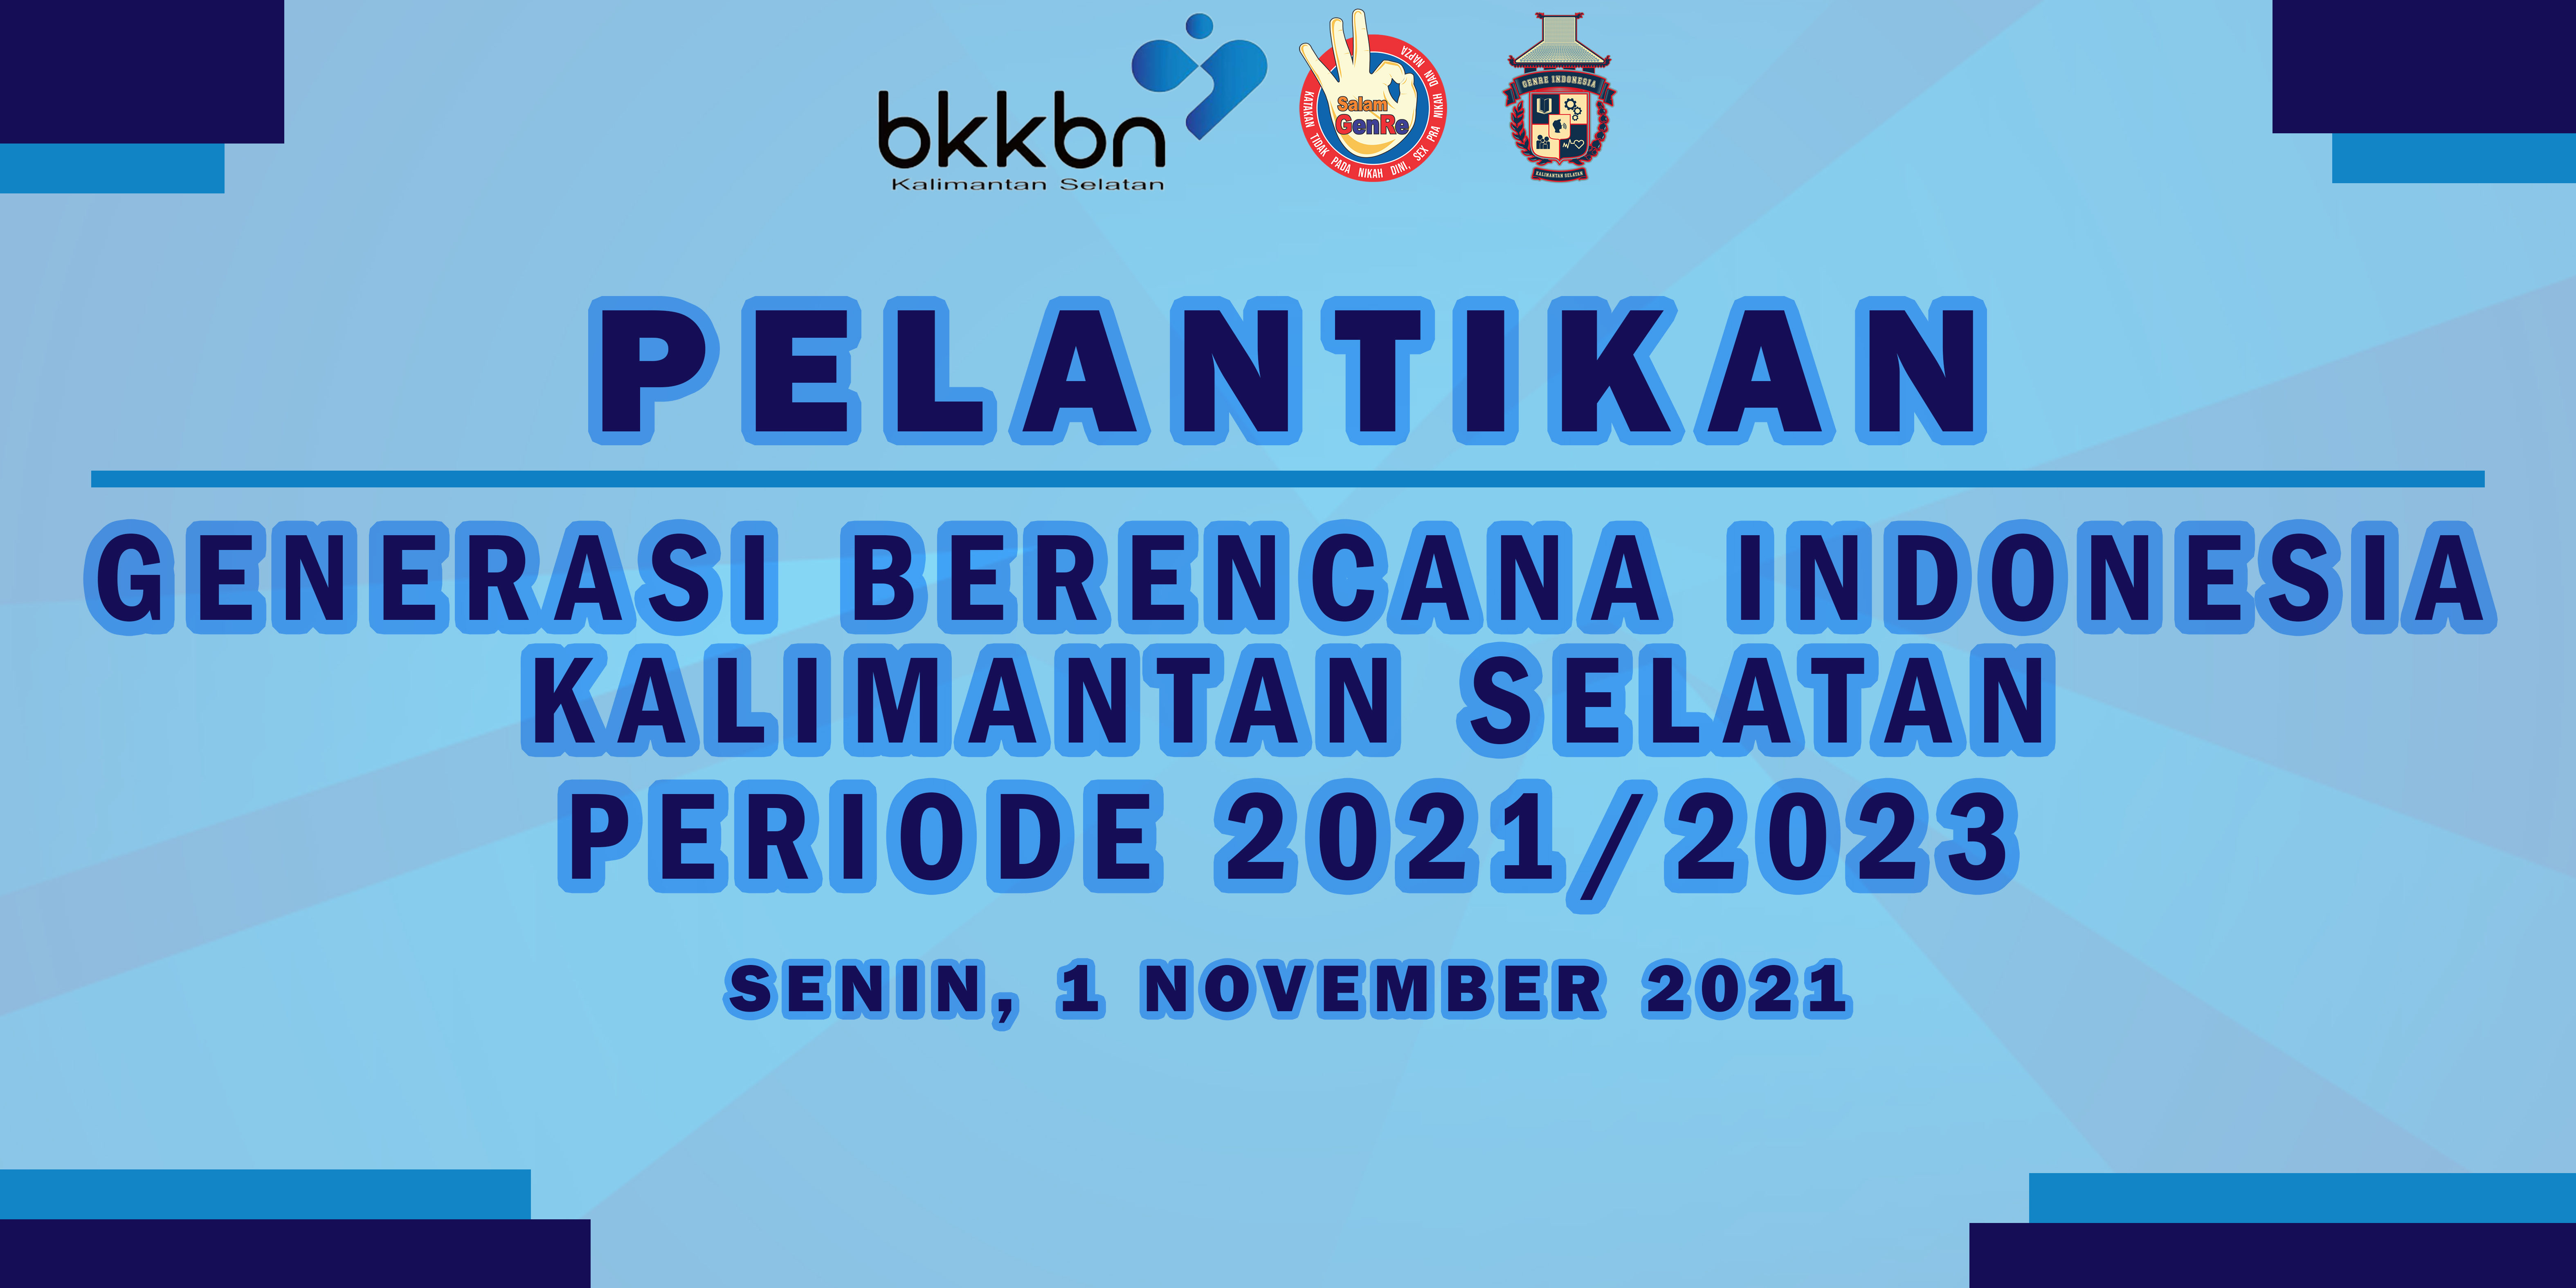 bkkbn
Kalimantan Selatan
Salam
GenRe
KATAKAN TIDAK PADA NIKAH DINI, SEX PRA NIKAH DAN NAPZA
GENRE INDONESIA
KALIMANTAN SELATAN
PELANTIKAN
GENERASI BERENCANA INDONESIA
KALIMANTAN SELATAN
PERIODE 2021/2023
SENIN, 1 NOVEMBER 2021